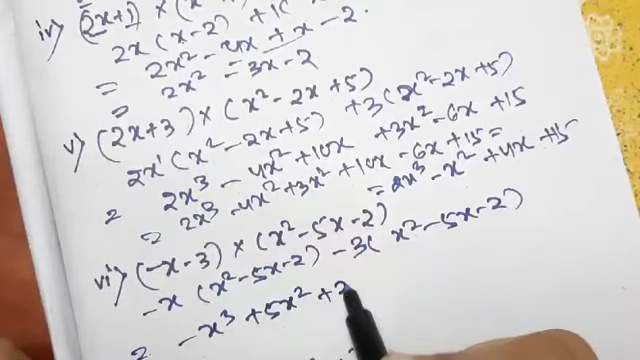 iv) (2x+1) × (x
2x(x-2) + 1(
= 2x² - 4x + x - 2.
= 2x² = 3x - 2
v) (2x+3) × (x² - 2x + 5)
2x(x² - 2x + 5) + 3(x² - 2x + 5)
= 2x³ - 4x² + 10x + 3x² - 6x + 15
= 2x³ - 4x² + 3x² + 10x - 6x + 15 =
= 2x³ - x² + 4x + 15
vi) (-x - 3) × (x² - 5x - 2)
-x (x² - 5x - 2) - 3( x² - 5x - 2)
= -x³ + 5x² + 2